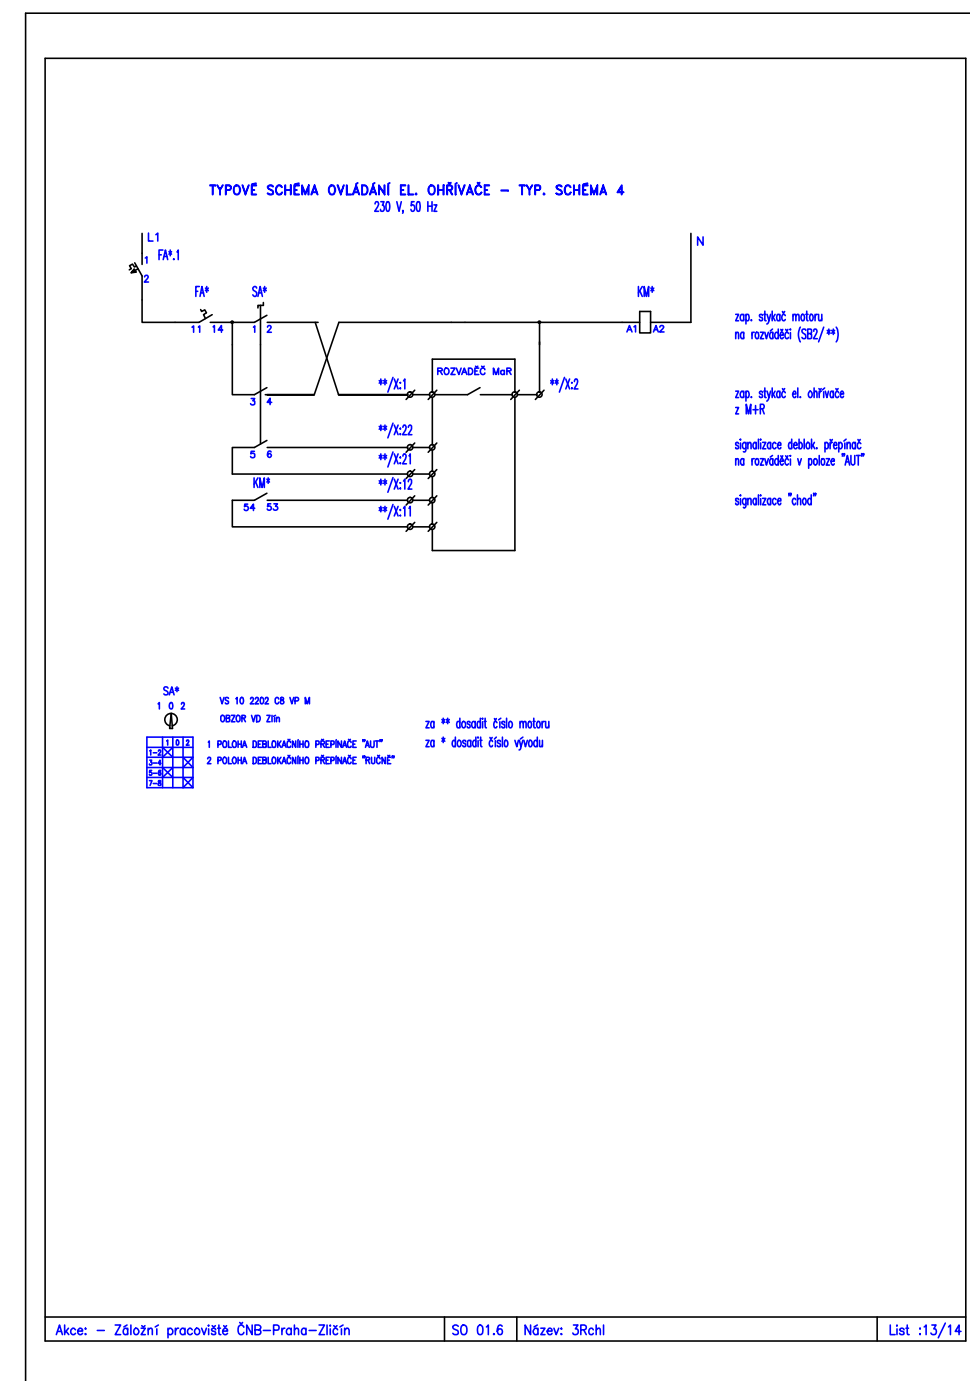 TYPOVÉ SCHÉMA OVLÁDÁNÍ EL. OHŘÍVAČE – TYP. SCHÉMA 4
230 V, 50 Hz
L1
N
1
FA*.1
2
FA*
SA*
KM*
11 14
1 2
A1 A2
zap. stykač motoru
na rozváděči (SB2/**)
ROZVADĚČ MaR
**/X:1
**/X:2
3 4
zap. stykač el. ohřívače
z M+R
**/X:22
5 6
signalizace deblok. přepínač
na rozváděči v poloze "AUT"
**/X:21
KM*
**/X:12
54 53
signalizace "chod"
**/X:11
SA*
1 0 2
VS 10 2202 C8 VP M
OBZOR VD Zlín
za ** dosadit číslo motoru
za * dosadit číslo vývodu
1 0 2
1-2
3-4
5-6
7-8
1 POLOHA DEBLOKAČNÍHO PŘEPÍNAČE "AUT"
2 POLOHA DEBLOKAČNÍHO PŘEPÍNAČE "RUČNĚ"
Akce: – Záložní pracoviště ČNB–Praha–Zličín
SO 01.6
Název: 3Rchl
List :13/14